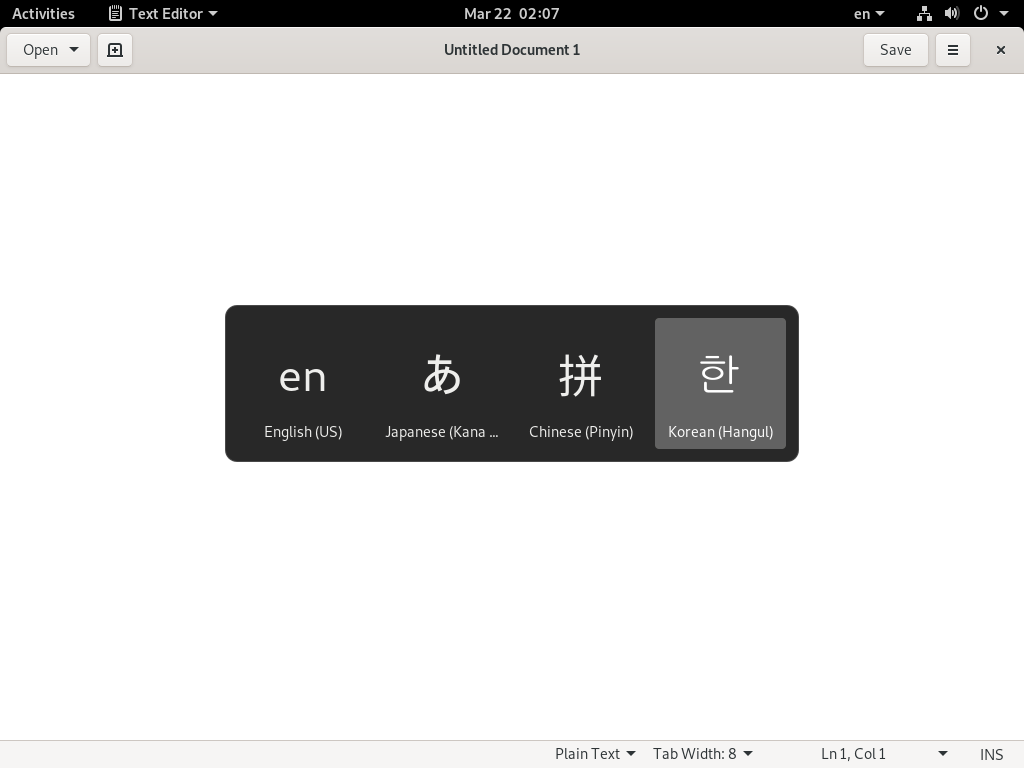 Activities Text Editor Mar 22 02:07 en
Open Untitled Document 1 Save
en あ 拼 한
English (US) Japanese (Kana ... Chinese (Pinyin) Korean (Hangul)
Plain Text Tab Width: 8 Ln 1, Col 1 INS